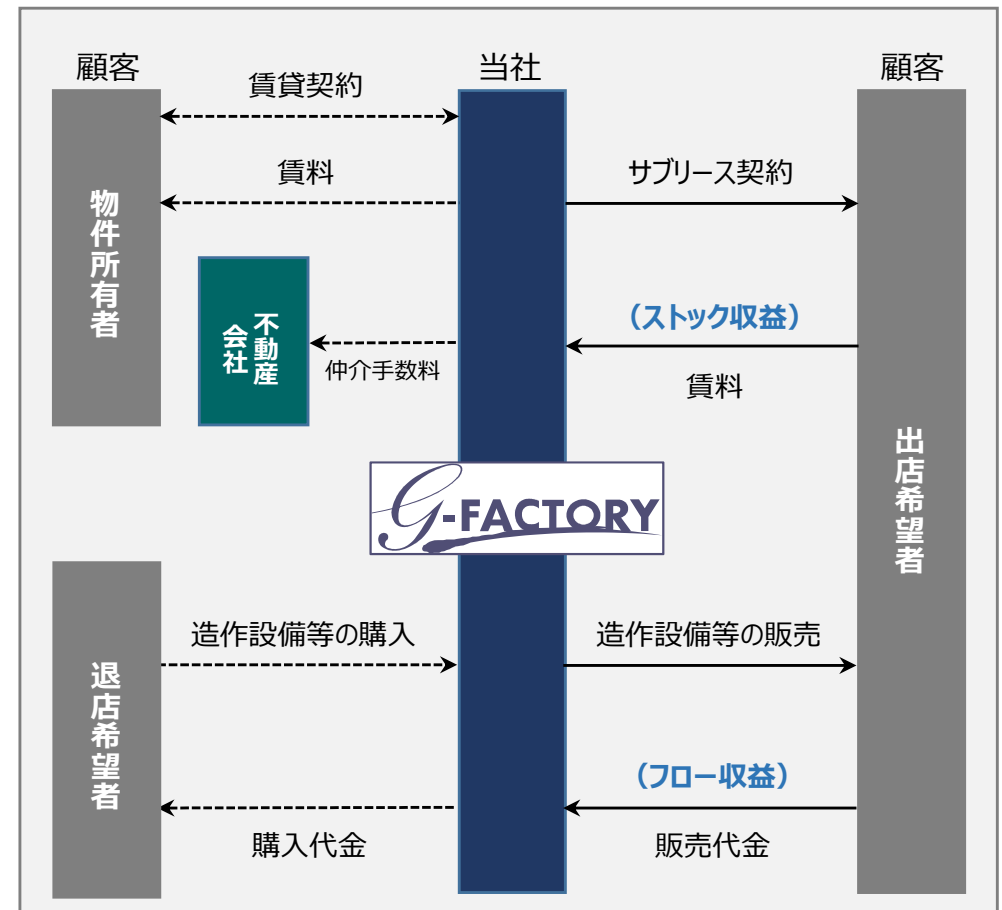 顧客
当社
顧客
賃貸契約
賃料
サブリース契約
物件所有者
不動産
会社
仲介手数料
（ストック収益）
賃料
出店希望者
G-FACTORY
退店希望者
造作設備等の購入
造作設備等の販売
（フロー収益）
購入代金
販売代金